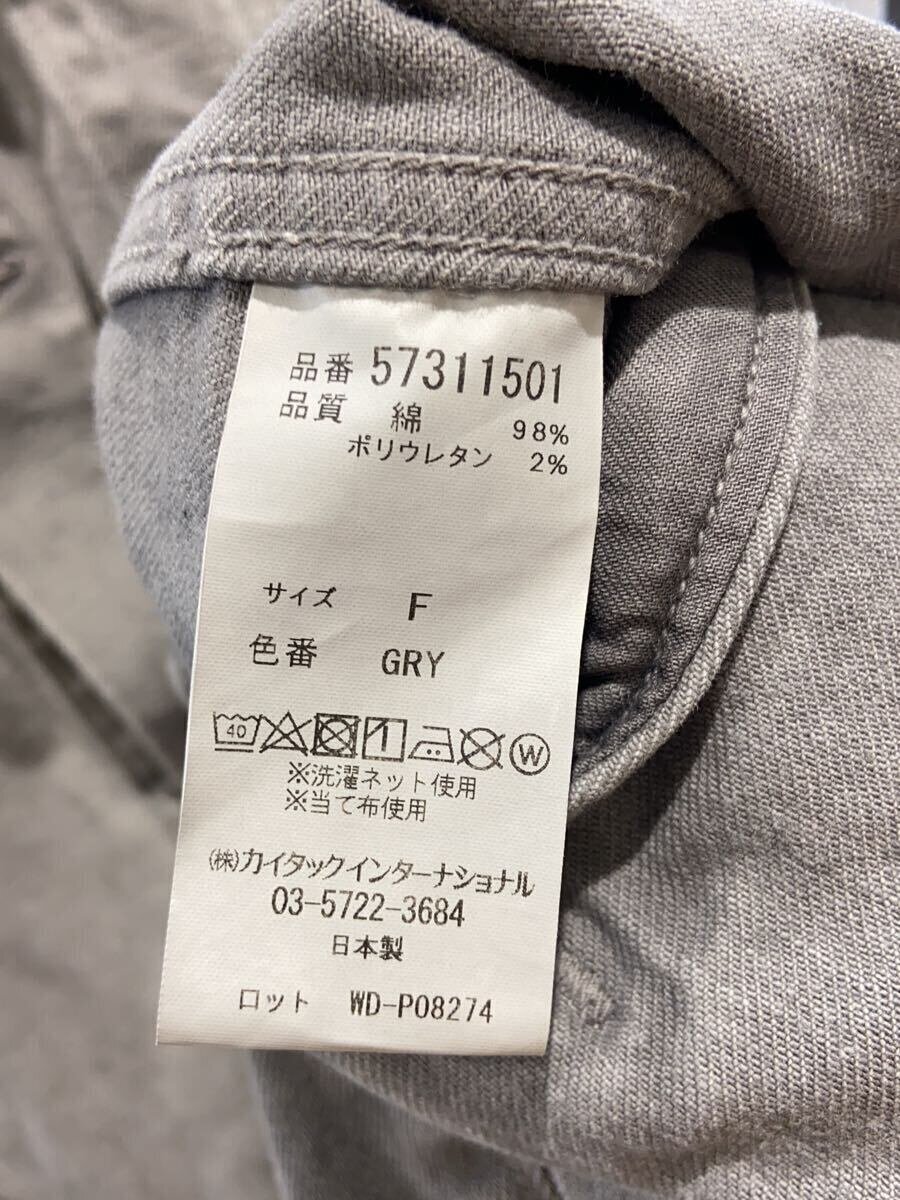 品番 57311501
品質 綿 98%
ポリウレタン 2%
サイズ F
色番 GRY
40 W
※洗濯ネット使用
※当て布使用
(株)カイタックインターナショナル
03-5722-3684
日本製
ロット WD-P08274